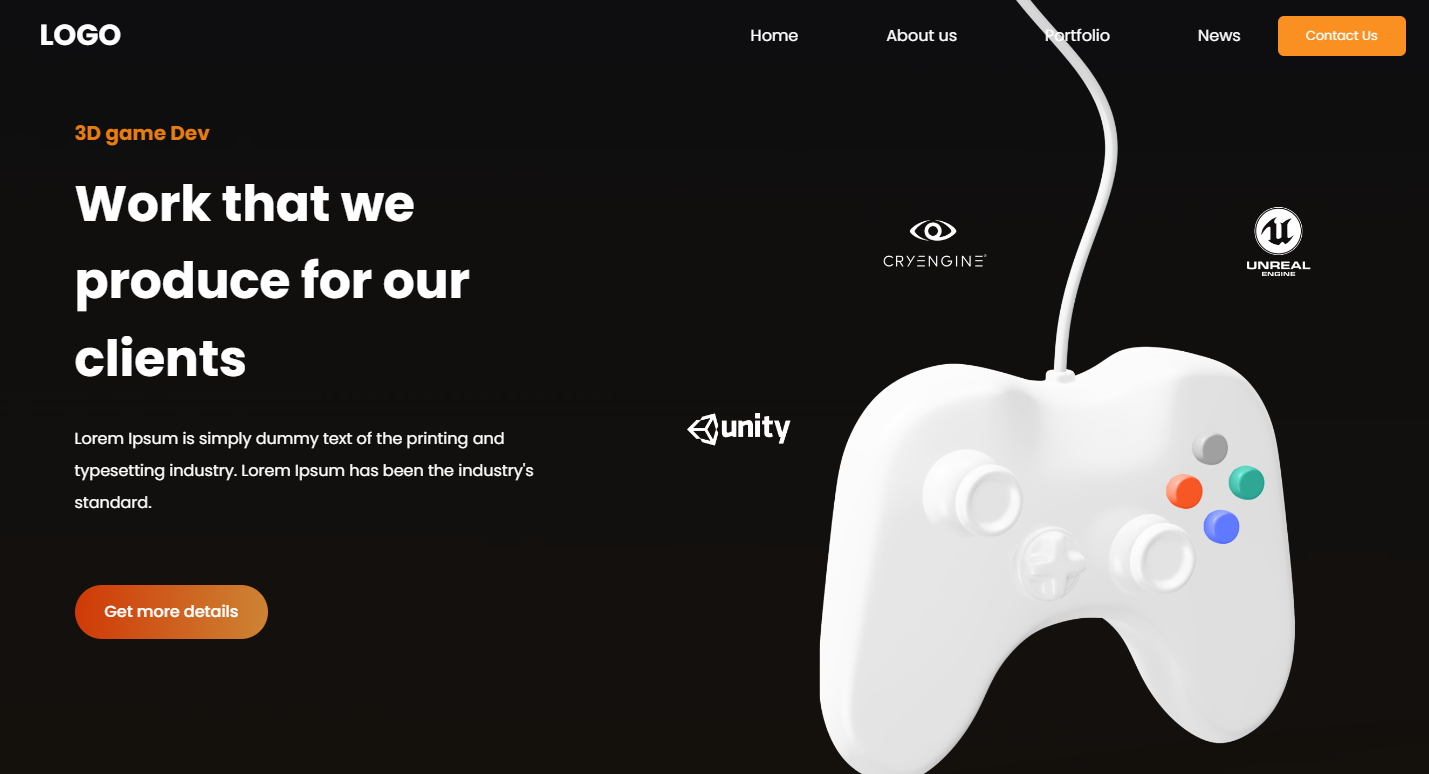 LOGO
Home
About us
Portfolio
News
Contact Us
3D game Dev
Work that we
produce for our
clients
CRYENGINE®
UNREAL
ENGINE
unity
Lorem Ipsum is simply dummy text of the printing and
typesetting industry. Lorem Ipsum has been the industry's
standard.
Get more details